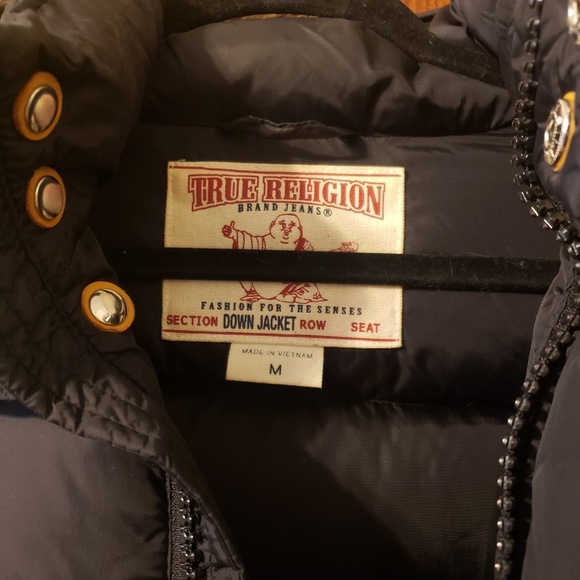 TRUE RELIGION
BRAND JEANS®
FASHION FOR THE SENSES
SECTION DOWN JACKET ROW SEAT
MADE IN VIETNAM
M